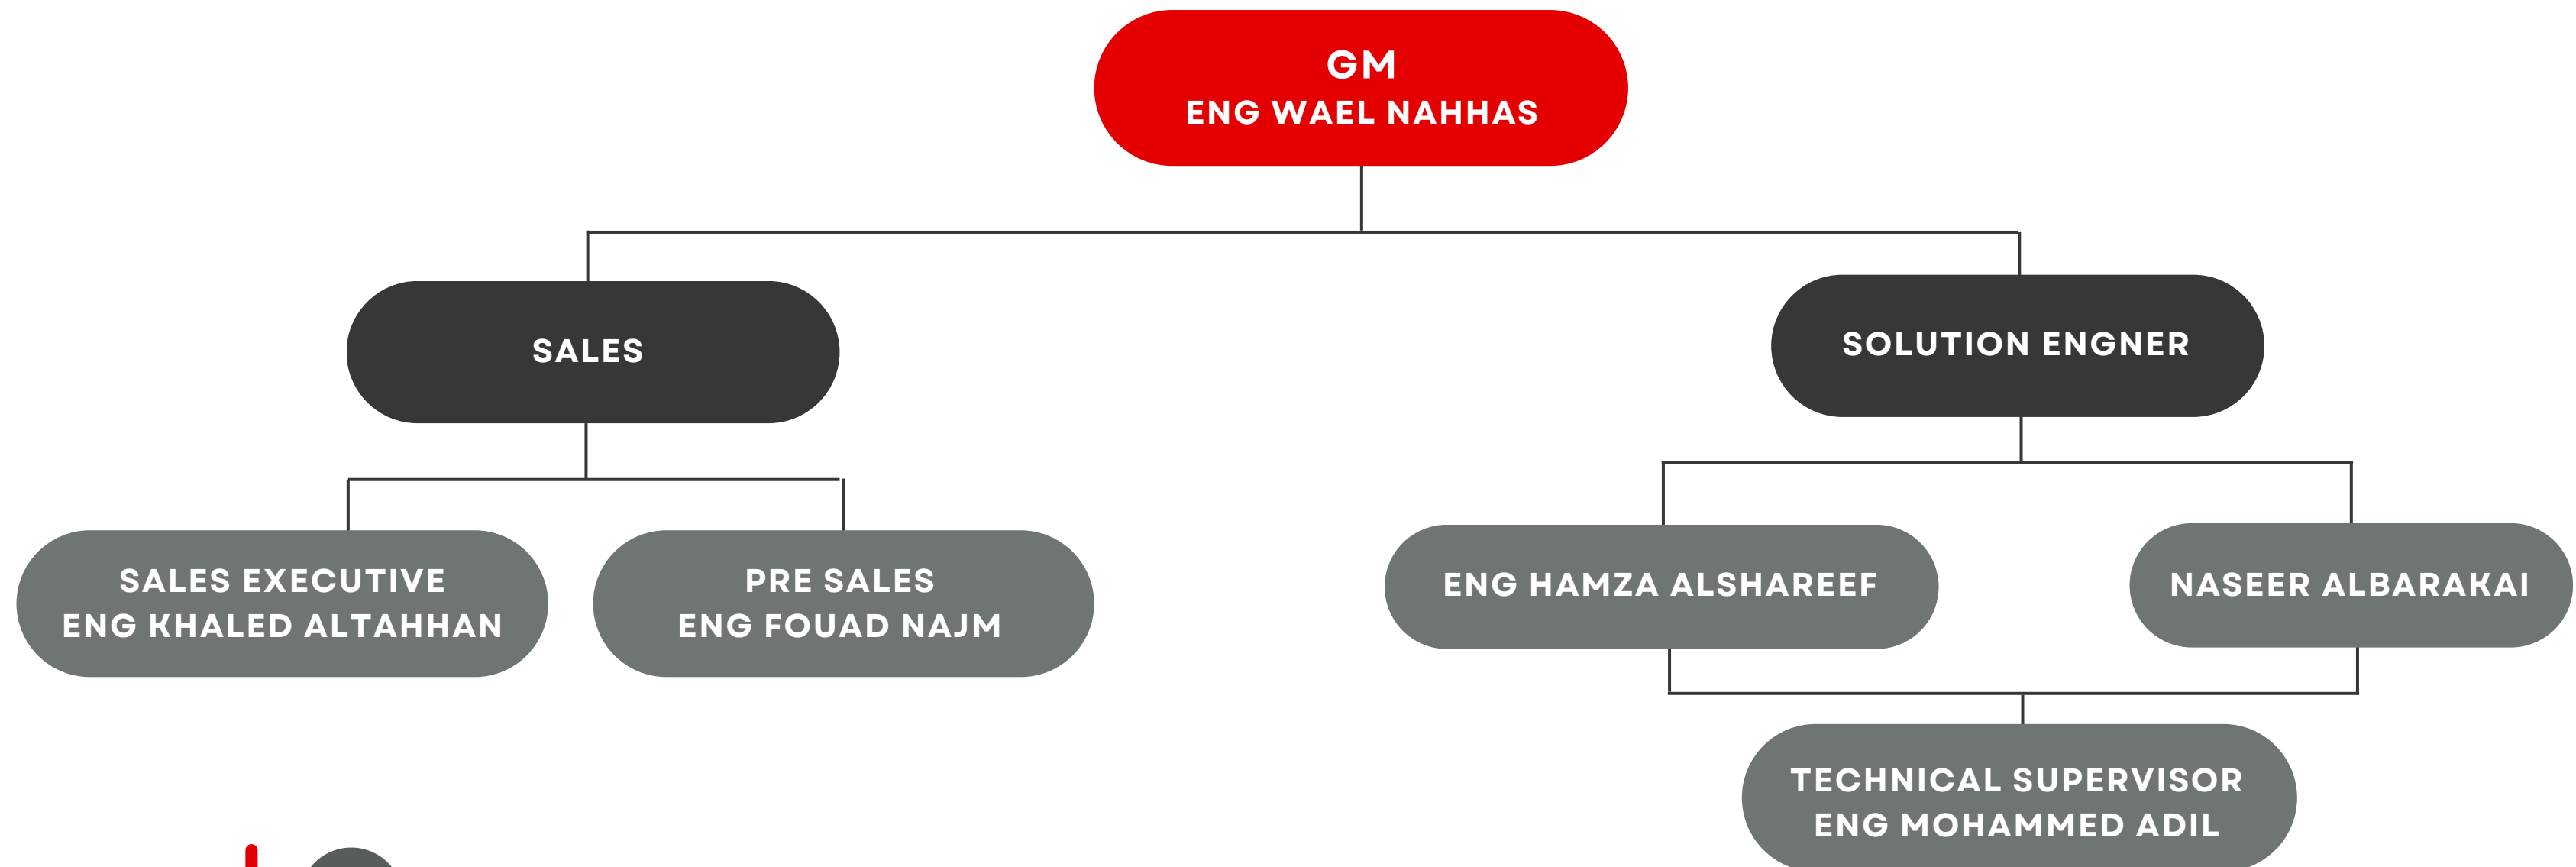 GM
ENG WAEL NAHHAS
SALES
SOLUTION ENGNER
SALES EXECUTIVE
ENG KHALED ALTAHHAN
PRE SALES
ENG FOUAD NAJM
ENG HAMZA ALSHAREEF
NASEER ALBARAKAI
TECHNICAL SUPERVISOR
ENG MOHAMMED ADIL